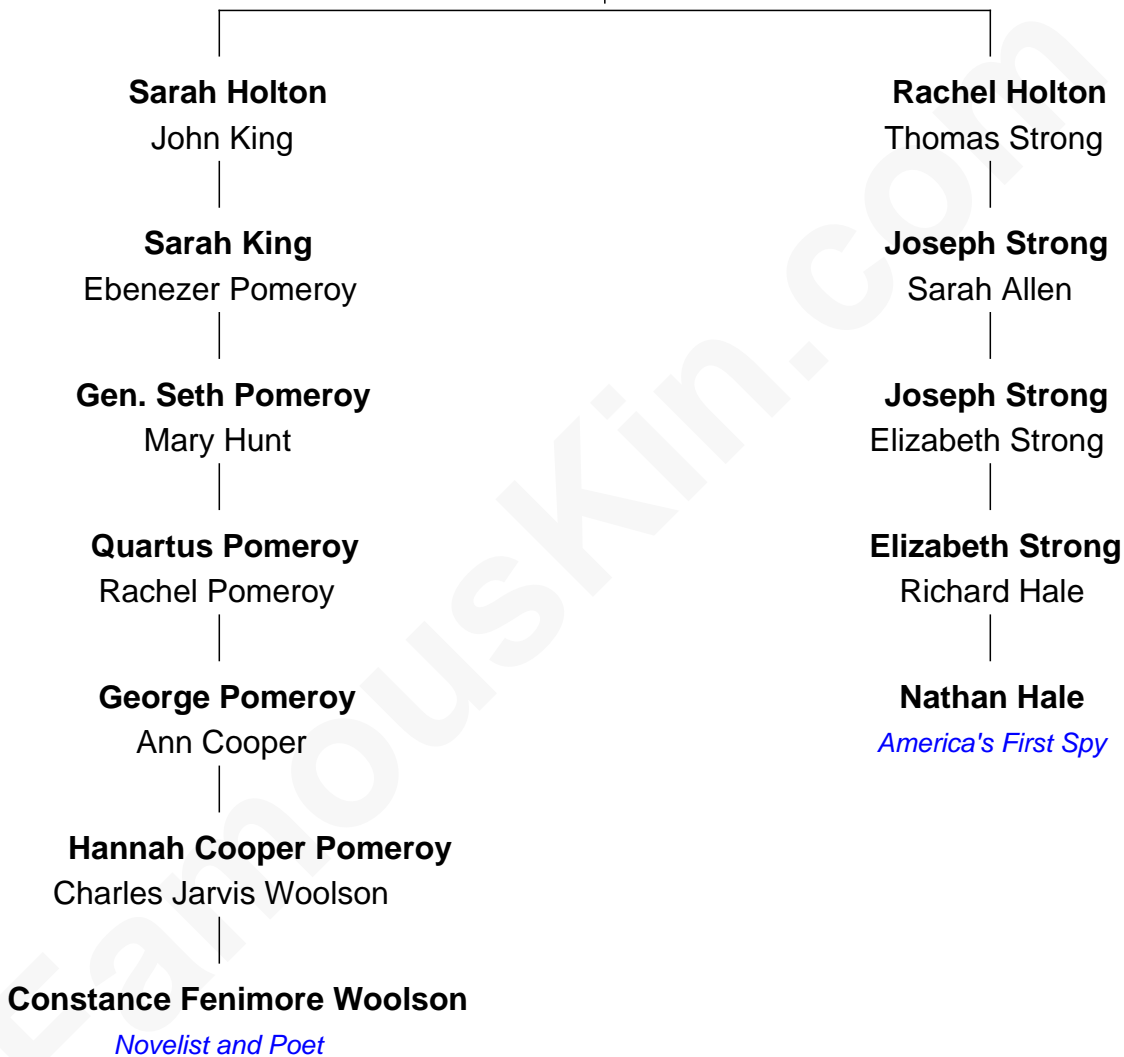 Sarah Holton
John King
Sarah King
Ebenezer Pomeroy
Gen. Seth Pomeroy
Mary Hunt
Quartus Pomeroy
Rachel Pomeroy
George Pomeroy
Ann Cooper
Hannah Cooper Pomeroy
Charles Jarvis Woolson
Constance Fenimore Woolson
Novelist and Poet
Rachel Holton
Thomas Strong
Joseph Strong
Sarah Allen
Joseph Strong
Elizabeth Strong
Elizabeth Strong
Richard Hale
Nathan Hale
America's First Spy
FamousKin.com